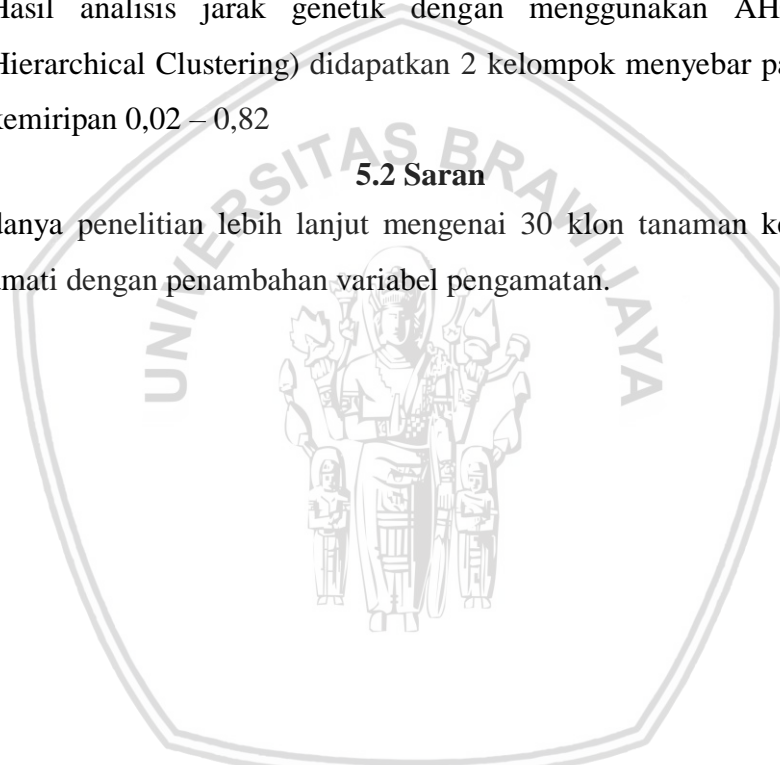 Hasil analisis jarak genetik dengan menggunakan AH
Hierarchical Clustering) didapatkan 2 kelompok menyebar pa
kemiripan 0,02 – 0,82
5.2 Saran
danya penelitian lebih lanjut mengenai 30 klon tanaman ke
amati dengan penambahan variabel pengamatan.
UNIVERSITAS BRAWIJAYA